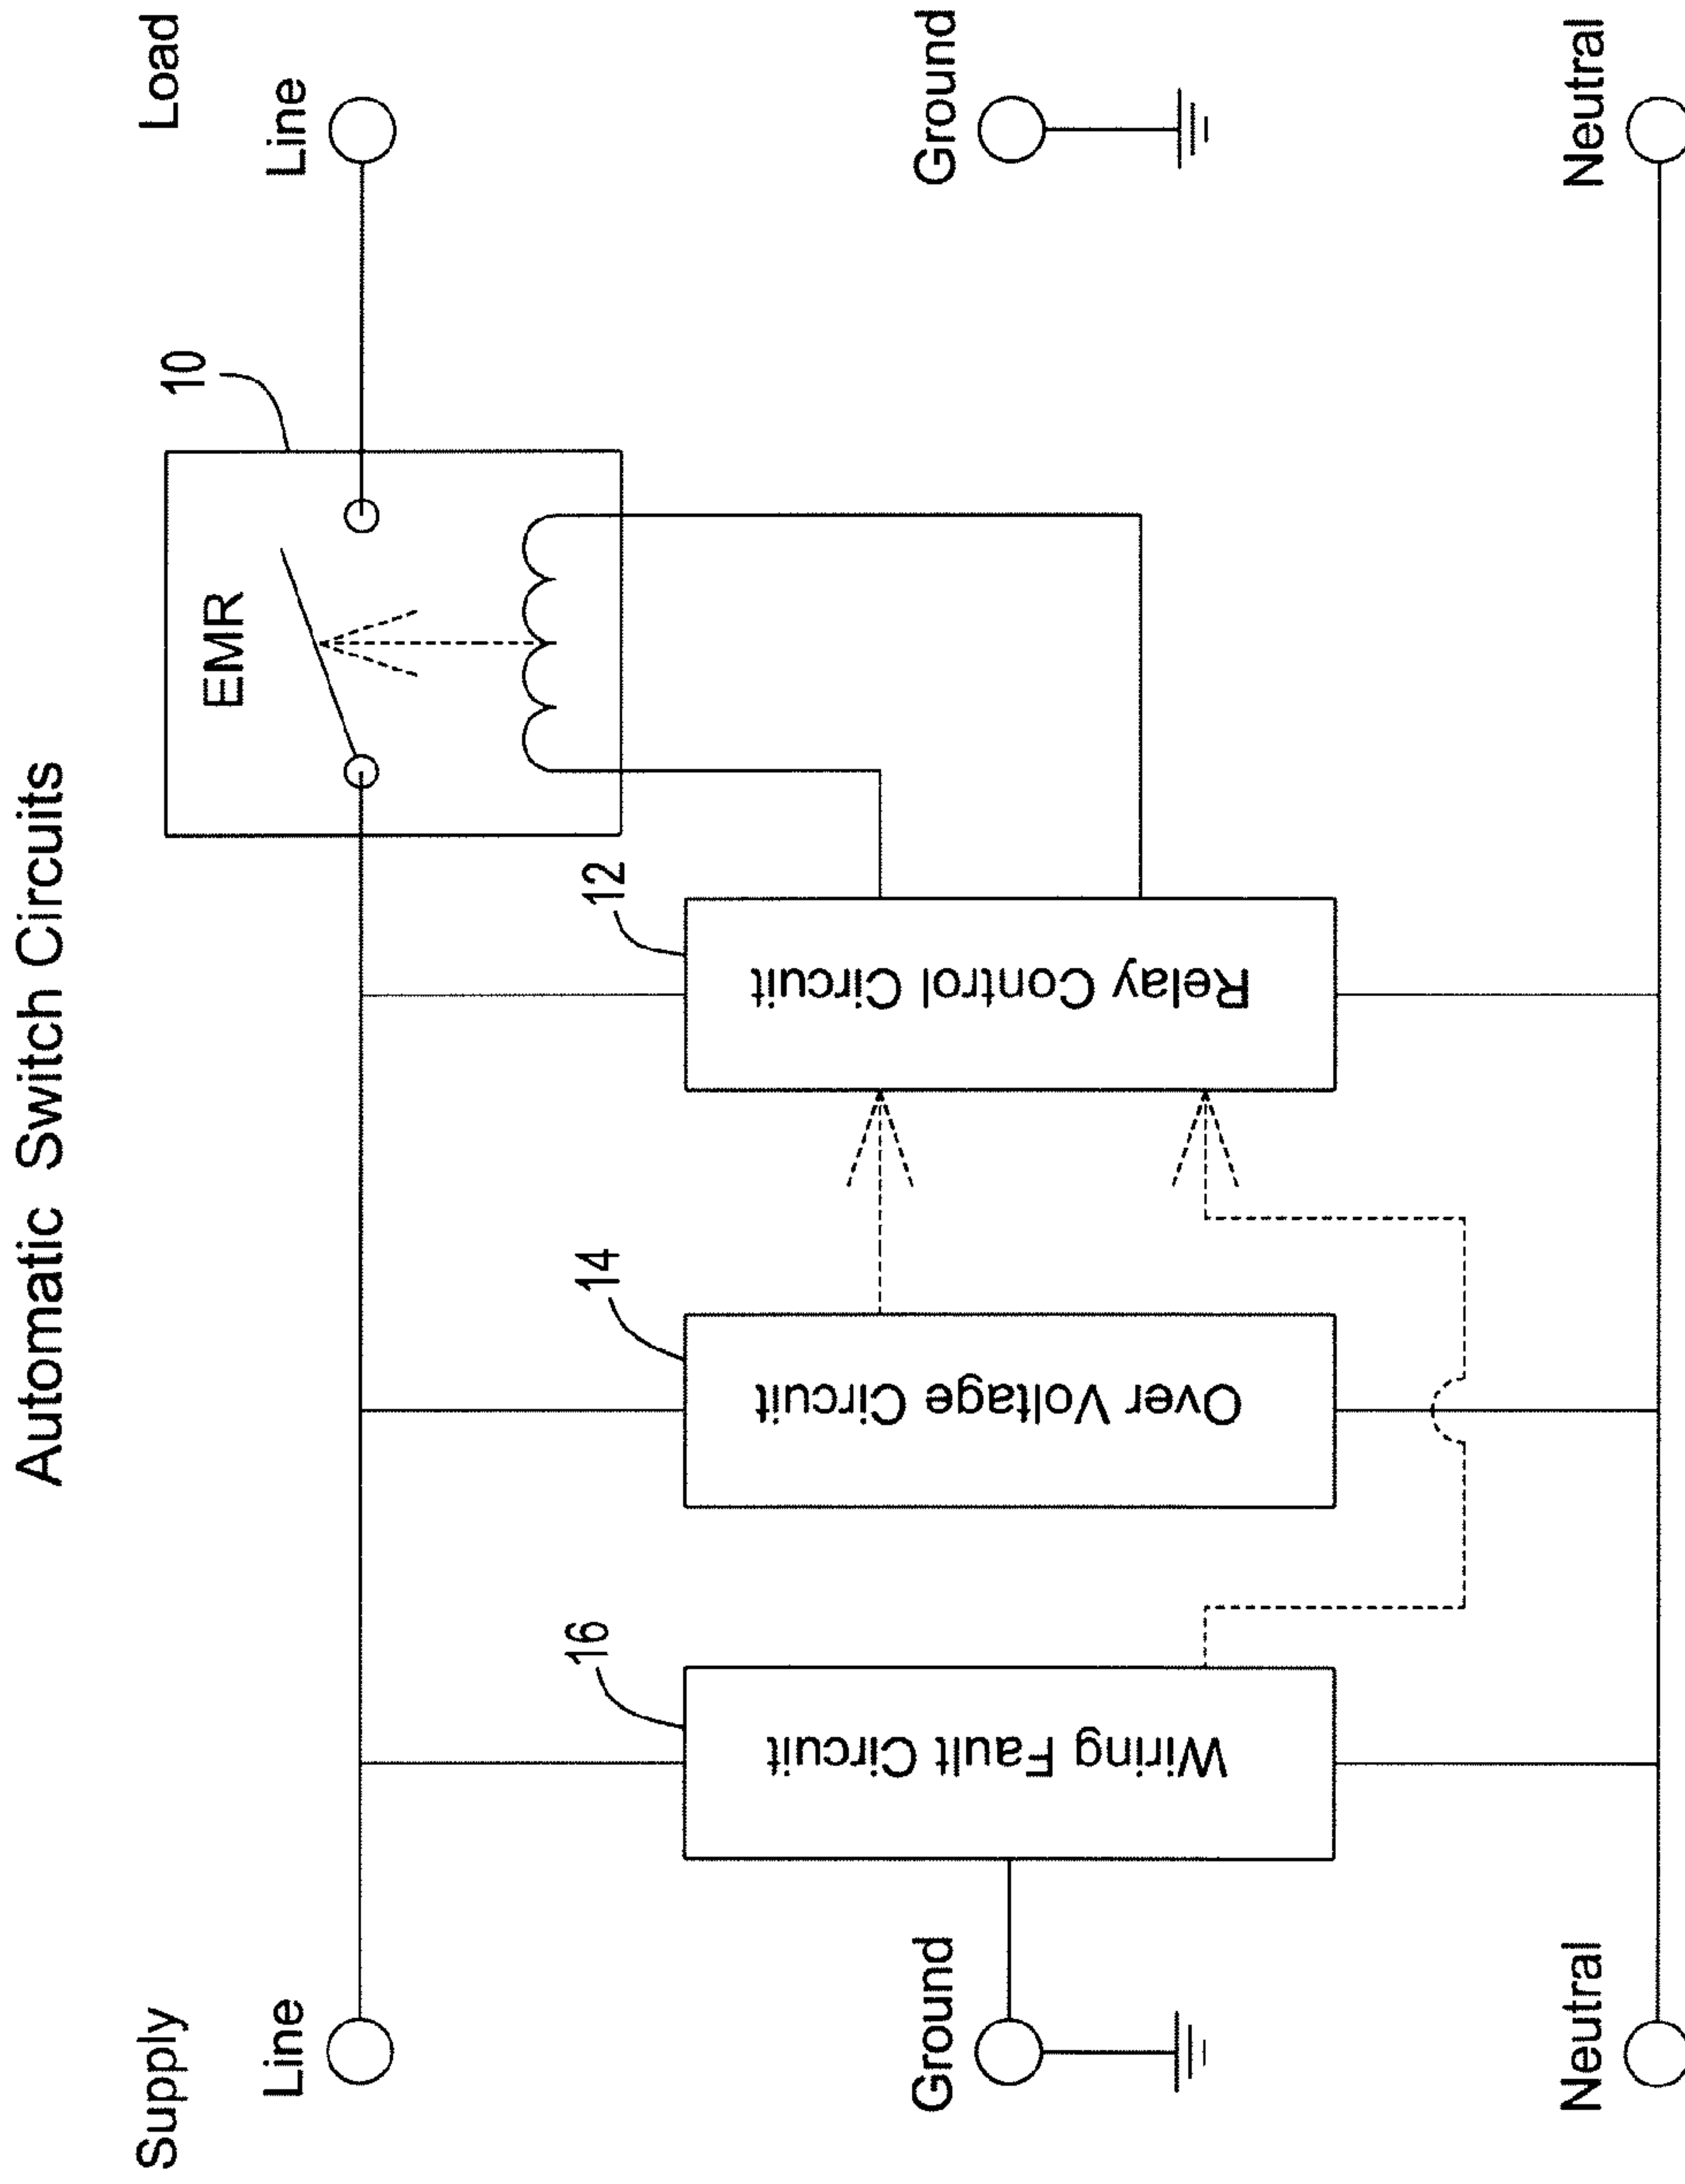 Automatic Switch Circuits
Supply
Load
Line
Line
10
EMR
12
14
16
Wiring Fault Circuit
Over Voltage Circuit
Relay Control Circuit
Ground
Ground
Neutral
Neutral